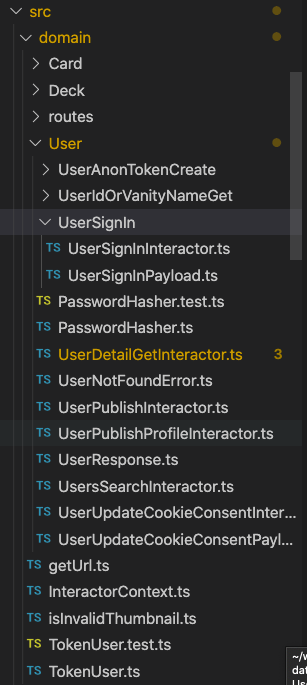 src
domain
Card
Deck
routes
User
UserAnonTokenCreate
UserIdOrVanityNameGet
UserSignIn
TS UserSignInInteractor.ts
TS UserSignInPayload.ts
TS PasswordHasher.test.ts
TS PasswordHasher.ts
TS UserDetailGetInteractor.ts 3
TS UserNotFoundError.ts
TS UserPublishInteractor.ts
TS UserPublishProfileInteractor.ts
TS UserResponse.ts
TS UsersSearchInteractor.ts
TS UserUpdateCookieConsentInter...
TS UserUpdateCookieConsentPayl...
TS getUrl.ts
TS InteractorContext.ts
TS isInvalidThumbnail.ts
TS TokenUser.test.ts
~/w
TS TokenUser.ts
dat